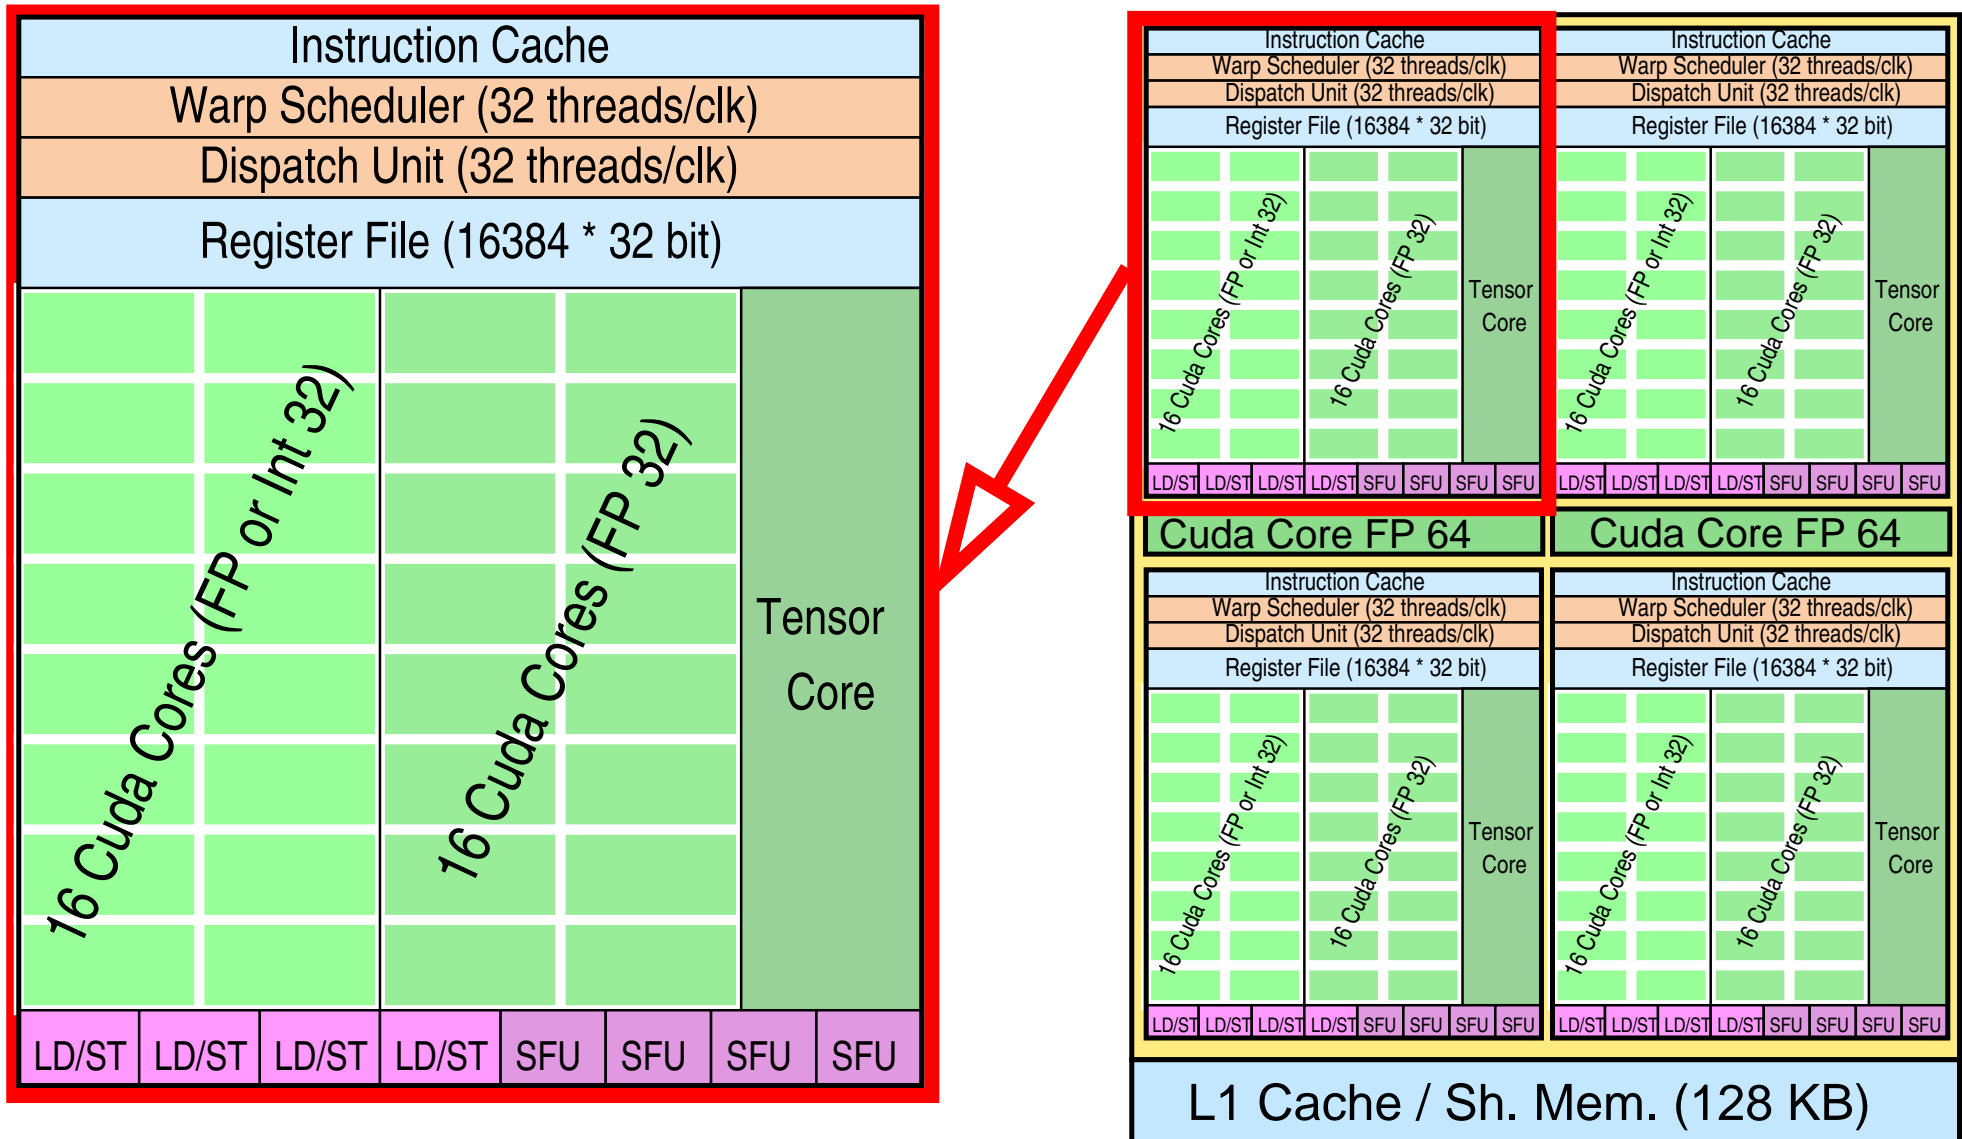 Instruction Cache
Warp Scheduler (32 threads/clk)
Dispatch Unit (32 threads/clk)
Register File (16384 * 32 bit)
16 Cuda Cores (FP or Int 32)
16 Cuda Cores (FP 32)
Tensor
Core
LD/ST LD/ST LD/ST LD/ST SFU SFU SFU SFU
Instruction Cache
Warp Scheduler (32 threads/clk)
Dispatch Unit (32 threads/clk)
Register File (16384 * 32 bit)
16 Cuda Cores (FP or Int 32)
16 Cuda Cores (FP 32)
Tensor
Core
LD/ST LD/ST LD/ST LD/ST SFU SFU SFU SFU
Instruction Cache
Warp Scheduler (32 threads/clk)
Dispatch Unit (32 threads/clk)
Register File (16384 * 32 bit)
16 Cuda Cores (FP or Int 32)
16 Cuda Cores (FP 32)
Tensor
Core
LD/ST LD/ST LD/ST LD/ST SFU SFU SFU SFU
Cuda Core FP 64
Cuda Core FP 64
Instruction Cache
Warp Scheduler (32 threads/clk)
Dispatch Unit (32 threads/clk)
Register File (16384 * 32 bit)
16 Cuda Cores (FP or Int 32)
16 Cuda Cores (FP 32)
Tensor
Core
LD/ST LD/ST LD/ST LD/ST SFU SFU SFU SFU
Instruction Cache
Warp Scheduler (32 threads/clk)
Dispatch Unit (32 threads/clk)
Register File (16384 * 32 bit)
16 Cuda Cores (FP or Int 32)
16 Cuda Cores (FP 32)
Tensor
Core
LD/ST LD/ST LD/ST LD/ST SFU SFU SFU SFU
L1 Cache / Sh. Mem. (128 KB)